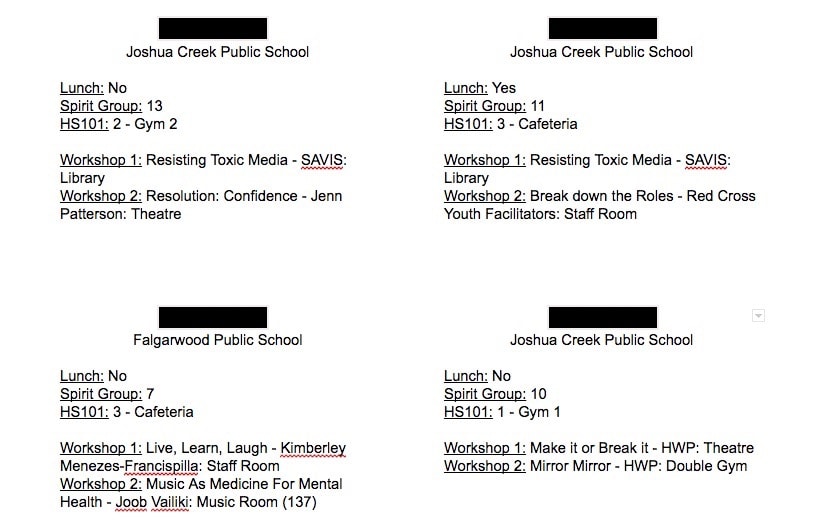 Joshua Creek Public School
Lunch: No
Spirit Group: 13
HS101: 2 - Gym 2
Workshop 1: Resisting Toxic Media - SAVIS:
Library
Workshop 2: Resolution: Confidence - Jenn
Patterson: Theatre
Joshua Creek Public School
Lunch: Yes
Spirit Group: 11
HS101: 3 - Cafeteria
Workshop 1: Resisting Toxic Media - SAVIS:
Library
Workshop 2: Break down the Roles - Red Cross
Youth Facilitators: Staff Room
Falgarwood Public School
Lunch: No
Spirit Group: 7
HS101: 3 - Cafeteria
Workshop 1: Live, Learn, Laugh - Kimberley
Menezes-Francispilla: Staff Room
Workshop 2: Music As Medicine For Mental
Health - Joob Vailiki: Music Room (137)
Joshua Creek Public School
Lunch: No
Spirit Group: 10
HS101: 1 - Gym 1
Workshop 1: Make it or Break it - HWP: Theatre
Workshop 2: Mirror Mirror - HWP: Double Gym